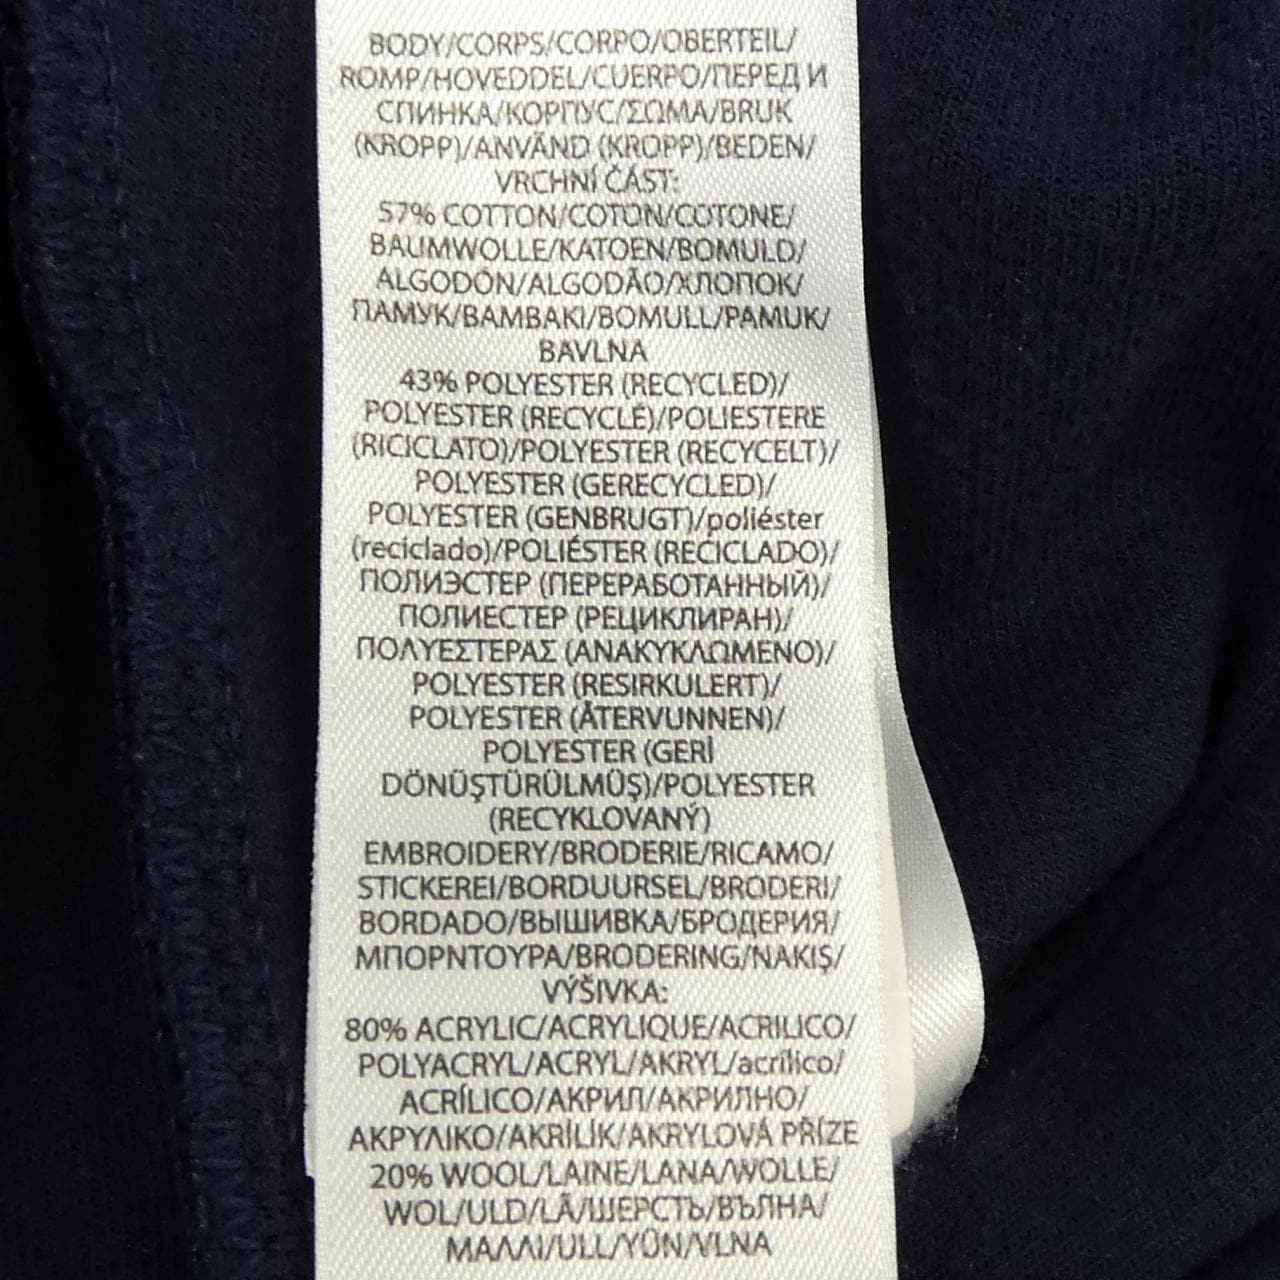 BODY/CORPS/CORPO/OBERTEIL/
ROMP/HOVEDDEL/CUERPO/ПЕРЕД И
СПИНКА/КОРПУС/ΣΩΜΑ/BRUK
(KROPP)/ANVÄND (KROPP)/BEDEN/
VRCHNÍ ČÁST:
57% COTTON/COTON/COTONE/
BAUMWOLLE/KATOEN/BOMULD/
ALGODÓN/ALGODÃO/ХЛОПОК/
ПАМУК/ΒΑΜΒΑΚΙ/BOMULL/PAMUK/
BAVLNA
43% POLYESTER (RECYCLED)/
POLYESTER (RECYCLÉ)/POLIESTERE
(RICICLATO)/POLYESTER (RECYCELT)/
POLYESTER (GERECYCLED)/
POLYESTER (GENBRUGT)/poliéster
(reciclado)/POLIÉSTER (RECICLADO)/
ПОЛИЭСТЕР (ПЕРЕРАБОТАННЫЙ)/
ПОЛИЕСТЕР (РЕЦИКЛИРАН)/
ΠΟΛΥΕΣΤΕΡΑΣ (ΑΝΑΚΥΚΛΩΜΕΝΟ)/
POLYESTER (RESIRKULERT)/
POLYESTER (ÅTERVUNNEN)/
POLYESTER (GERİ
DÖNÜŞTÜRÜLMÜŞ)/POLYESTER
(RECYKLOVANÝ)
EMBROIDERY/BRODERIE/RICAMO/
STICKEREI/BORDUURSEL/BRODERI/
BORDADO/ВЫШИВКА/БРОДЕРИЯ/
ΜΠΟΡΝΤΟΥΡΑ/BRODERING/NAKIŞ/
VÝŠIVKA:
80% ACRYLIC/ACRYLIQUE/ACRILICO/
POLYACRYL/ACRYL/AKRYL/acrílico/
ACRÍLICO/АКРИЛ/АКРИЛНО/
ΑΚΡΥΛΙΚΟ/AKRİLİK/AKRYLOVÁ PŘÍZE
20% WOOL/LAINE/LANA/WOLLE/
WOL/ULD/LÃ/ШЕРСТЬ/ВЪЛНА/
ΜΑΛΛΙ/ULL/YÜN/VLNA